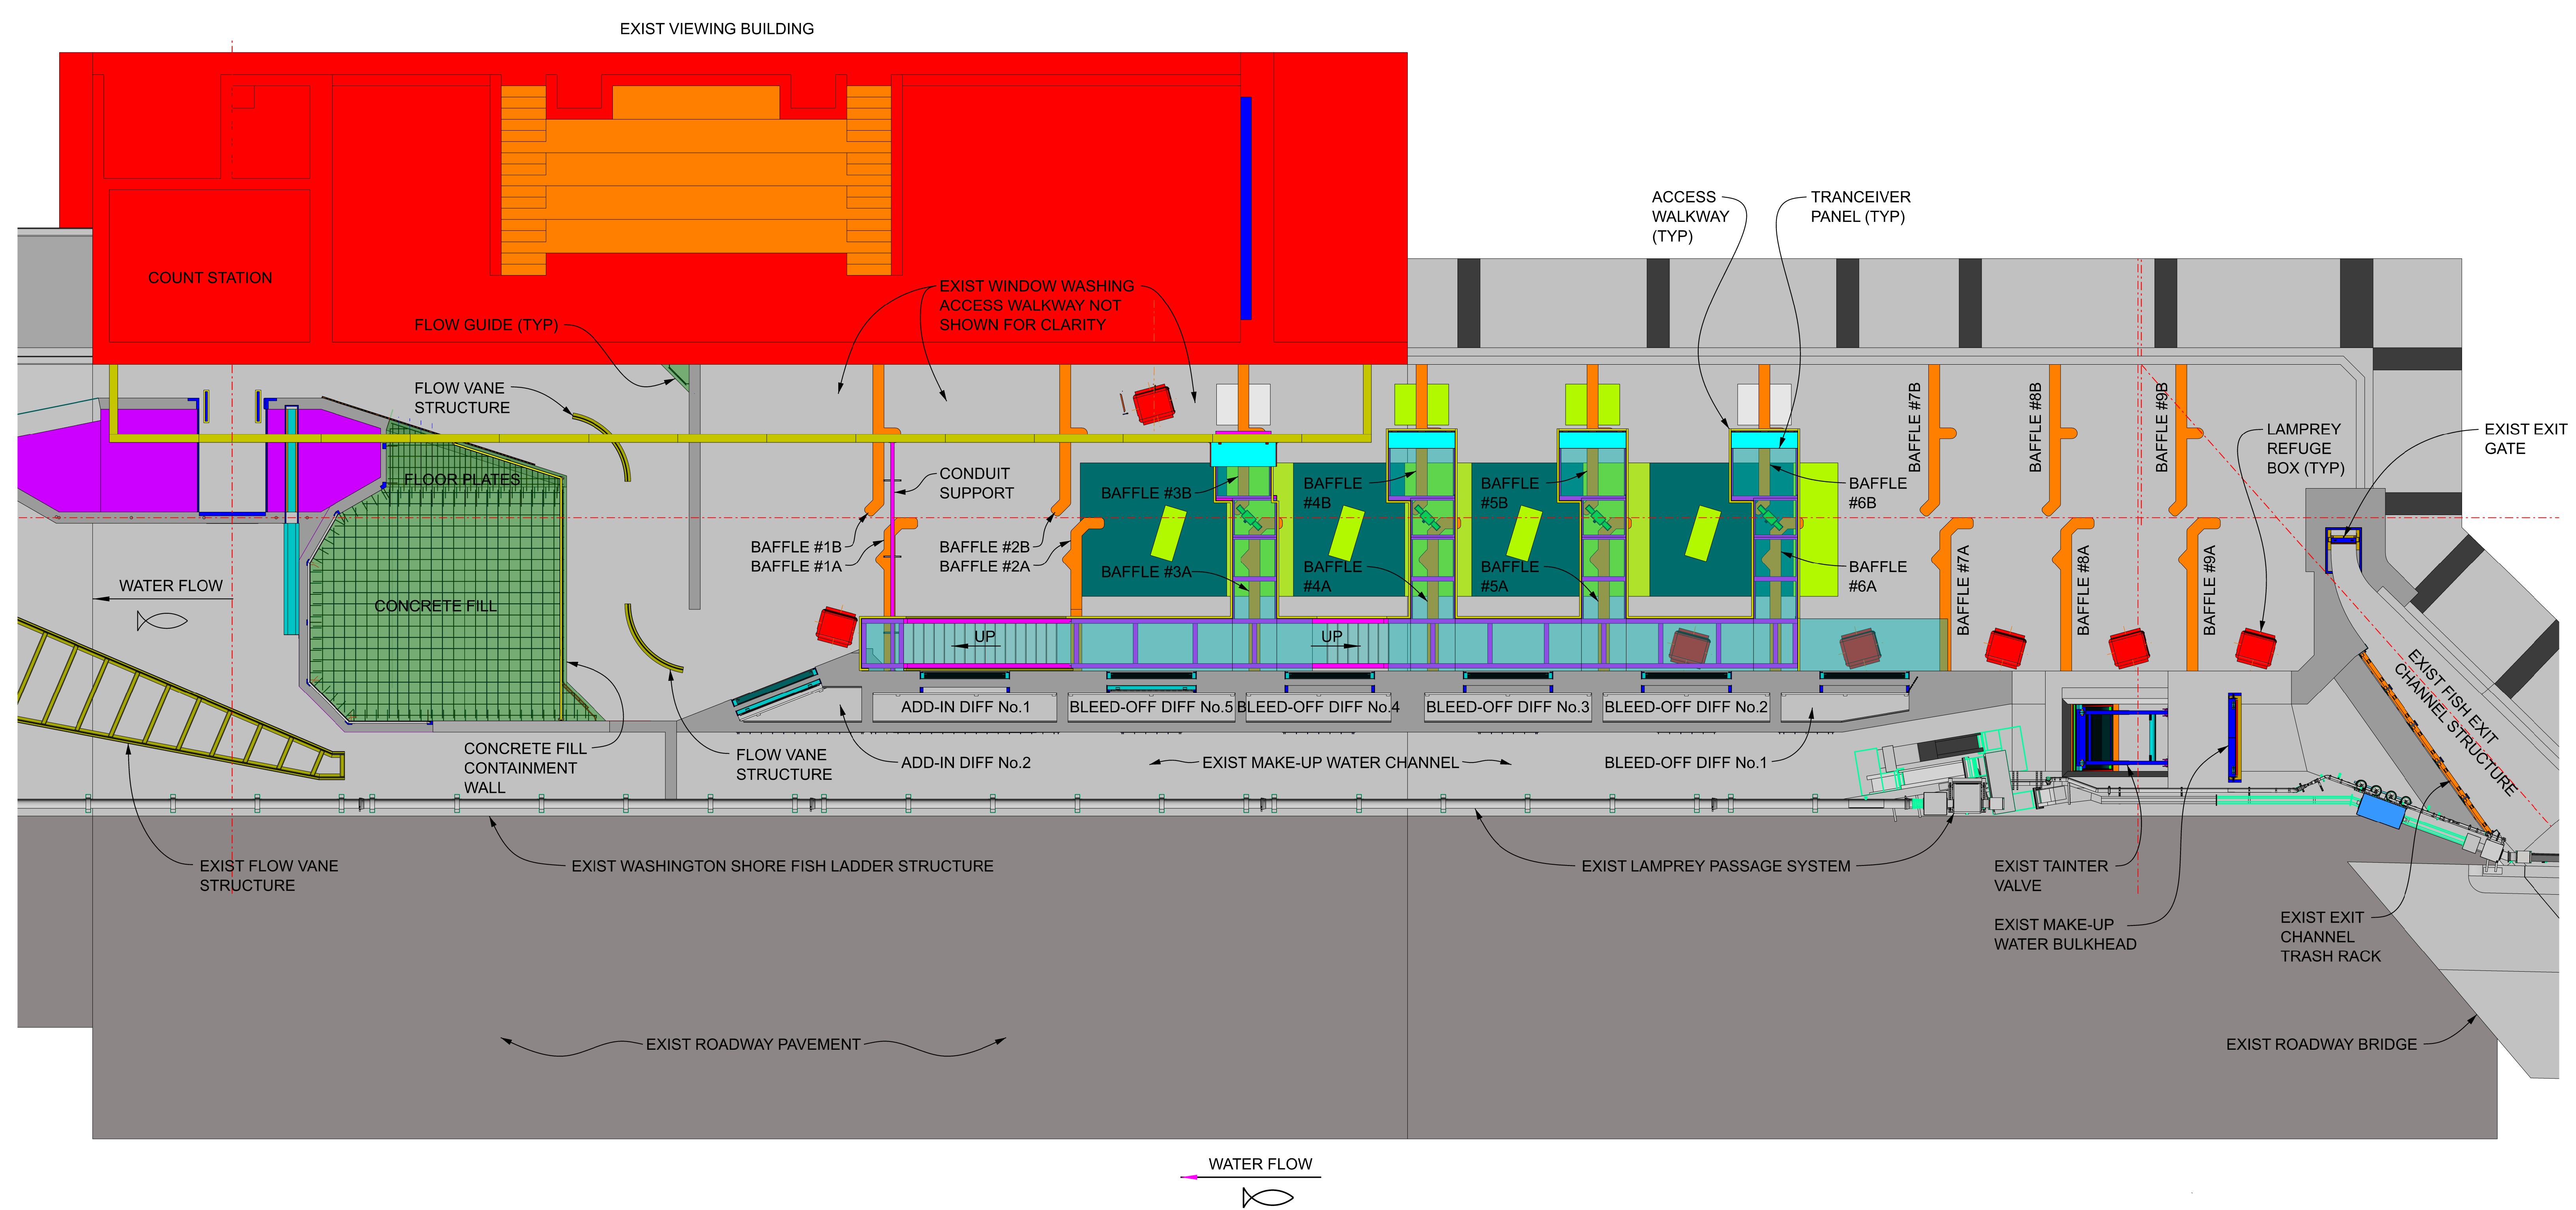 EXIST VIEWING BUILDING
ACCESS
WALKWAY
(TYP)
TRANCEIVER
PANEL (TYP)
COUNT STATION
FLOW GUIDE (TYP)
EXIST WINDOW WASHING
ACCESS WALKWAY NOT
SHOWN FOR CLARITY
FLOW VANE
STRUCTURE
BAFFLE #7B
BAFFLE #8B
BAFFLE #9B
LAMPREY
REFUGE
BOX (TYP)
EXIST EXIT
GATE
FLOOR PLATES
CONDUIT
SUPPORT
BAFFLE #3B
BAFFLE
#4B
BAFFLE
#5B
BAFFLE
#6B
BAFFLE #1B
BAFFLE #1A
BAFFLE #2B
BAFFLE #2A
BAFFLE #3A
BAFFLE
#4A
BAFFLE
#5A
BAFFLE
#6A
BAFFLE #7A
BAFFLE #8A
BAFFLE #9A
WATER FLOW
CONCRETE FILL
UP
UP
EXIST FISH EXIT
CHANNEL STRUCTURE
ADD-IN DIFF No.1
BLEED-OFF DIFF No.5
BLEED-OFF DIFF No.4
BLEED-OFF DIFF No.3
BLEED-OFF DIFF No.2
CONCRETE FILL
CONTAINMENT
WALL
FLOW VANE
STRUCTURE
ADD-IN DIFF No.2
EXIST MAKE-UP WATER CHANNEL
BLEED-OFF DIFF No.1
EXIST FLOW VANE
STRUCTURE
EXIST WASHINGTON SHORE FISH LADDER STRUCTURE
EXIST LAMPREY PASSAGE SYSTEM
EXIST TAINTER
VALVE
EXIST MAKE-UP
WATER BULKHEAD
EXIST EXIT
CHANNEL
TRASH RACK
EXIST ROADWAY PAVEMENT
EXIST ROADWAY BRIDGE
WATER FLOW